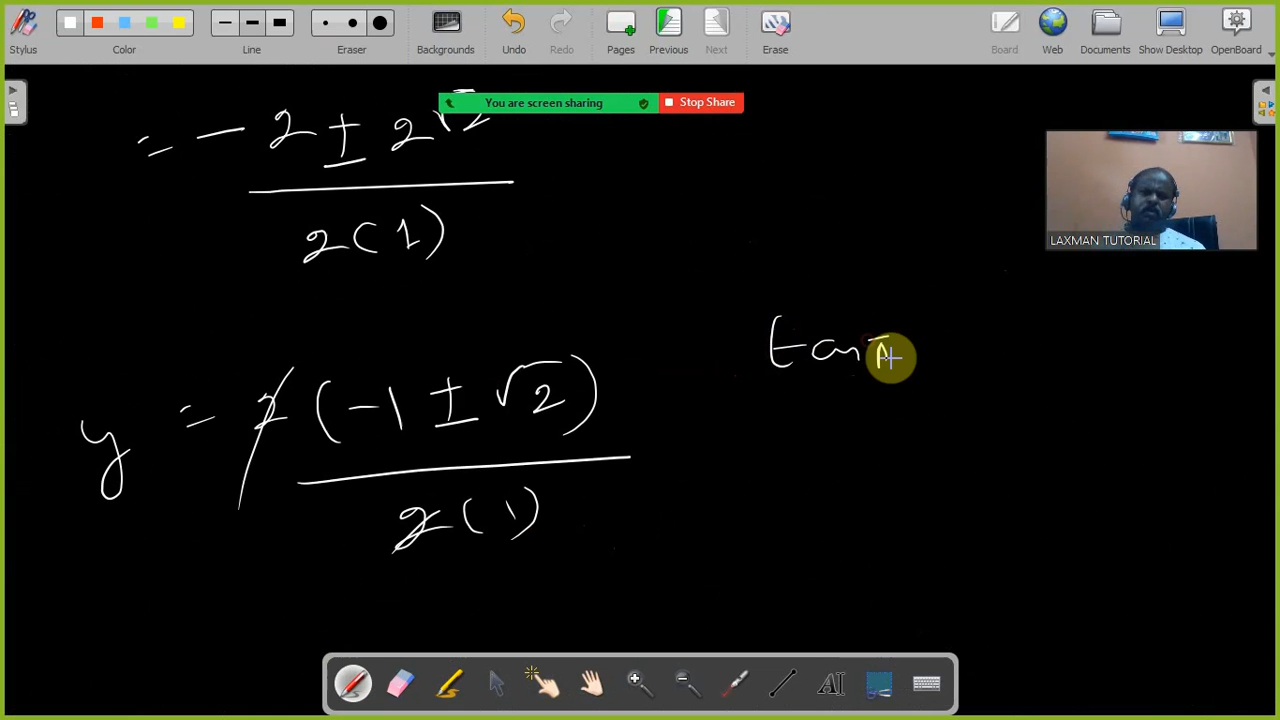 Stylus Color Line Eraser Backgrounds Undo Redo Pages Previous Next Erase Board Web Documents Show Desktop OpenBoard
You are screen sharing Stop Share
= - 2 ± 2√2
2(1)
LAXMAN TUTORIAL
tan π
y = 2 (-1 ± √2)
2(1)